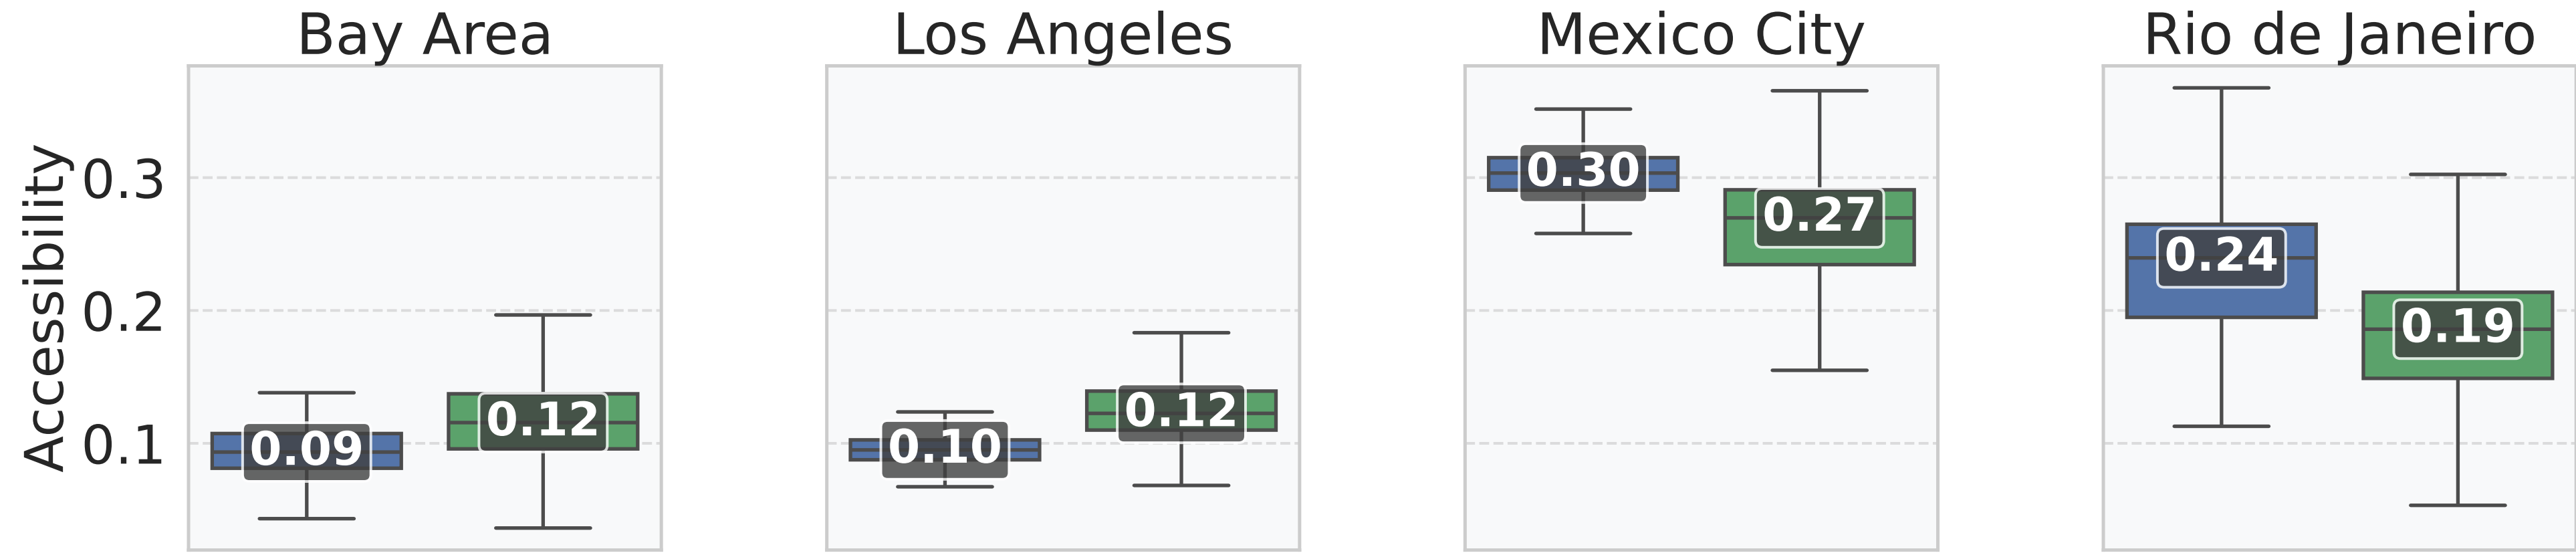 Bay Area
Los Angeles
Mexico City
Rio de Janeiro
Accessibility
0.3
0.2
0.1
0.09
0.12
0.10
0.12
0.30
0.27
0.24
0.19